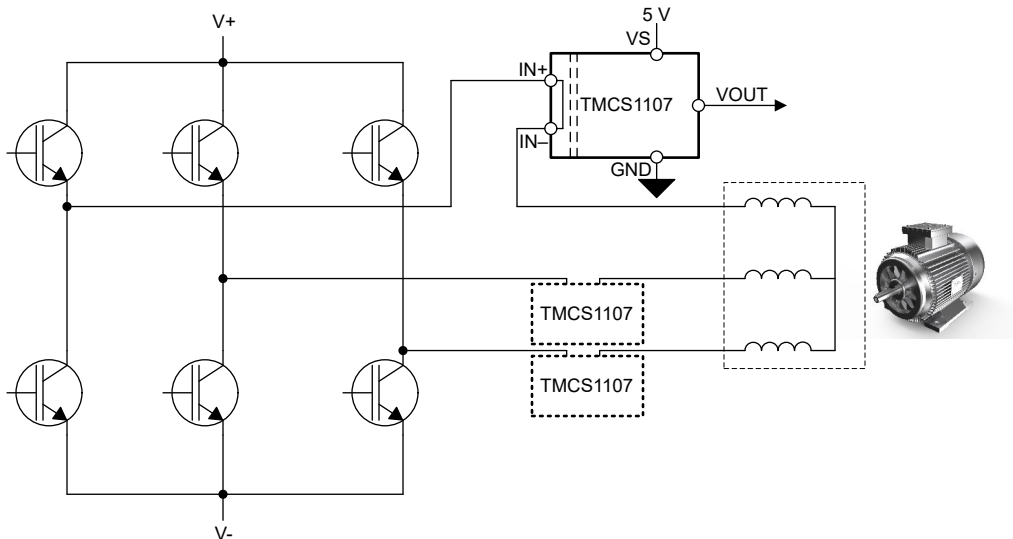 V+
5 V
VS
IN+
TMCS1107
VOUT
IN–
GND
TMCS1107
TMCS1107
V-